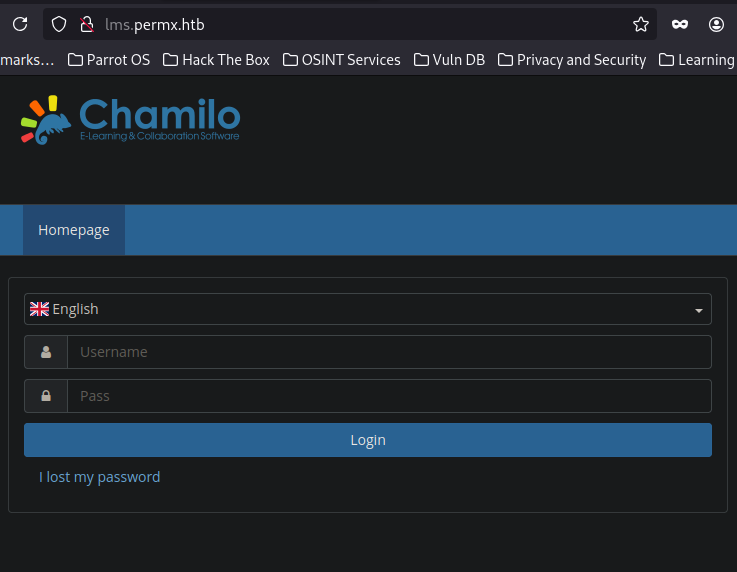 lms.permx.htb
marks… Parrot OS Hack The Box OSINT Services Vuln DB Privacy and Security Learning
Chamilo
E-Learning & Collaboration Software
Homepage
English
Username
Pass
Login
I lost my password